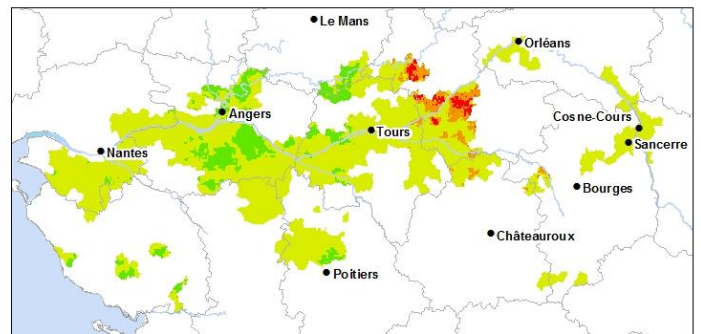 Le Mans
Orléans
Angers
Cosne-Cours
Tours
Sancerre
Nantes
Bourges
Châteauroux
Poitiers